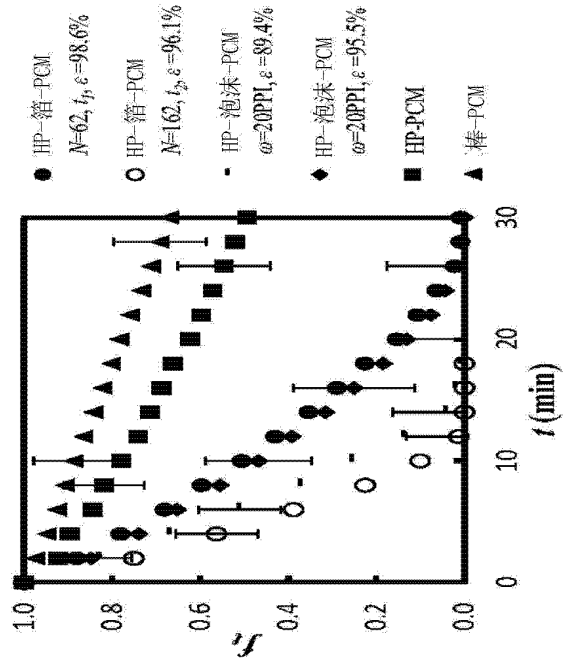 HP-箔-PCM
N=62, t₁, ε=98.6%
HP-箔-PCM
N=162, t₂, ε=96.1%
HP-泡沫-PCM
ω=20PPI, ε=89.4%
HP-泡沫-PCM
ω=20PPI, ε=95.5%
HP-PCM
棒-PCM
1.0
0.8
0.6
0.4
0.2
0.0
fℓ
0
10
20
30
t (min)